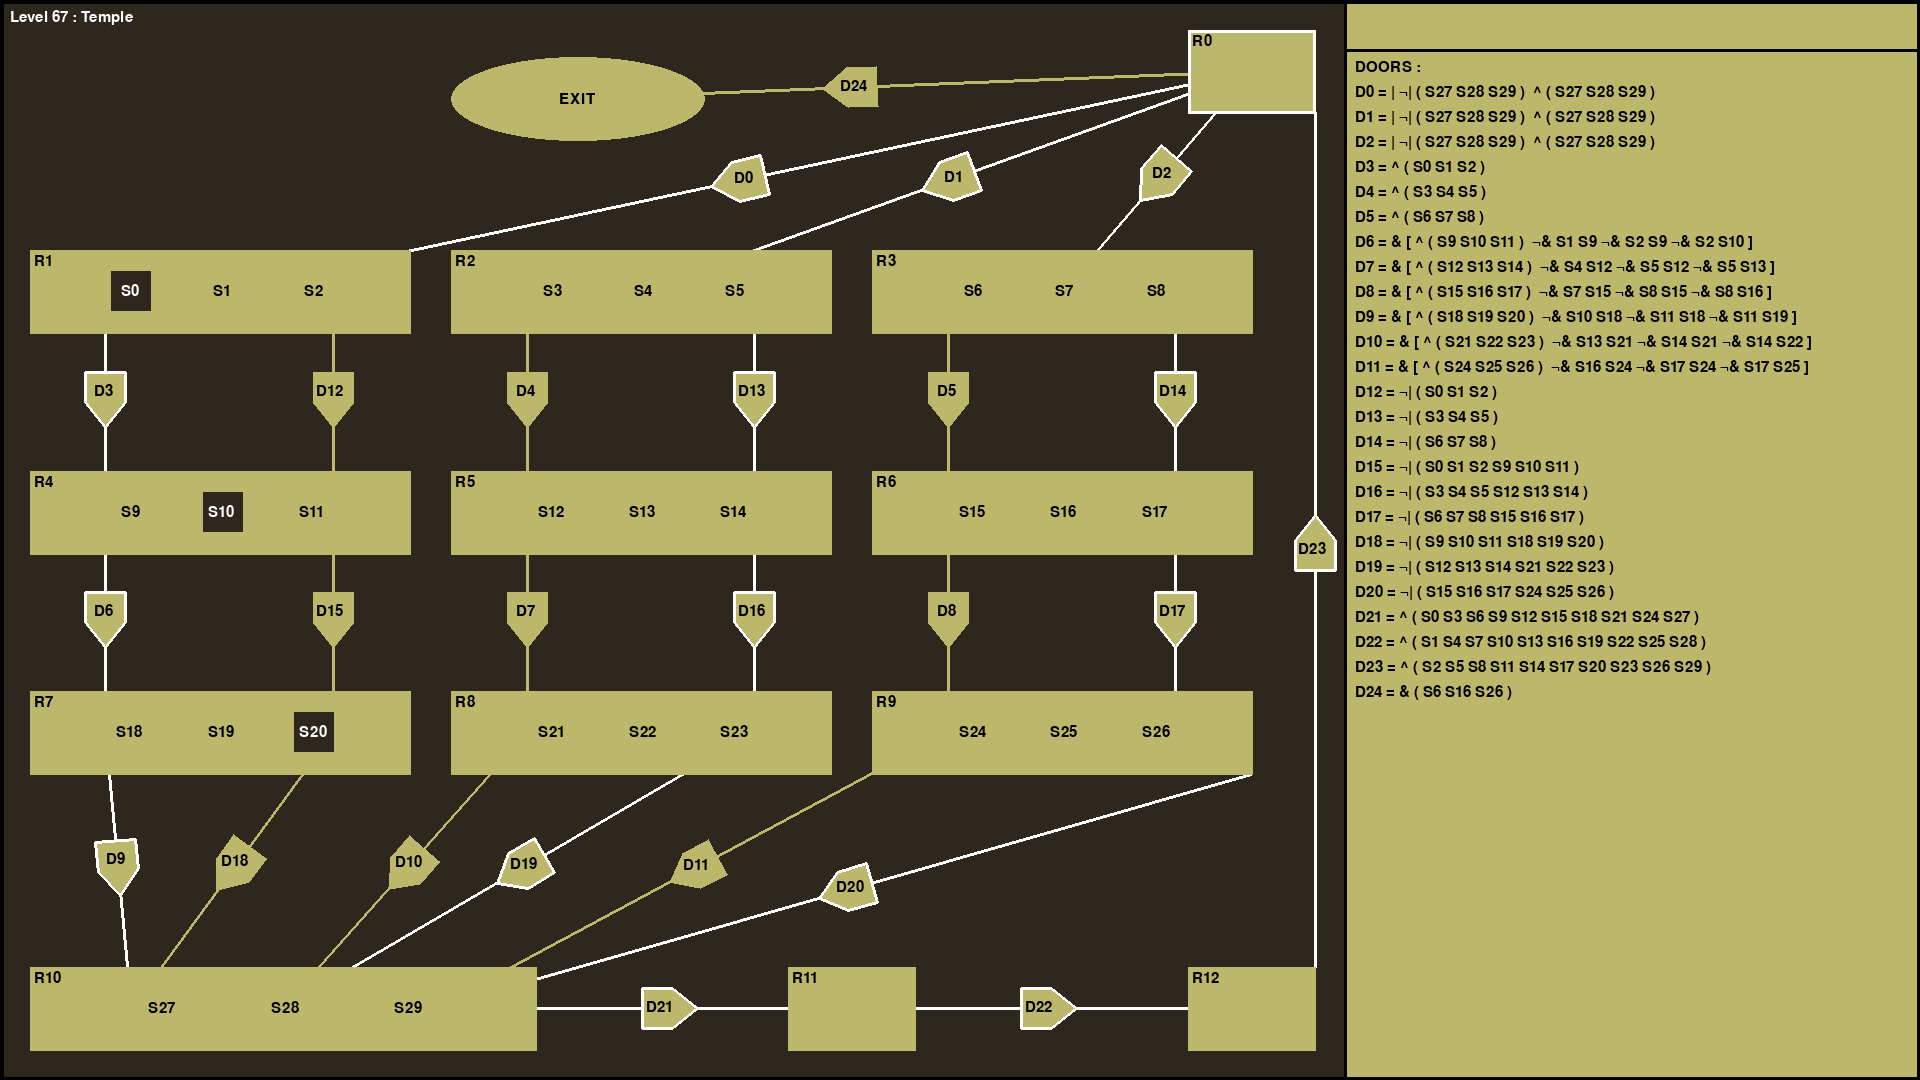 Level 67 : Temple
R0
EXIT
D24
D0
D1
D2
R1
S0
S1
S2
R2
S3
S4
S5
R3
S6
S7
S8
D3
D12
D4
D13
D5
D14
R4
S9
S10
S11
R5
S12
S13
S14
R6
S15
S16
S17
D23
D6
D15
D7
D16
D8
D17
R7
S18
S19
S20
R8
S21
S22
S23
R9
S24
S25
S26
D9
D18
D10
D19
D11
D20
R10
S27
S28
S29
D21
R11
D22
R12
DOORS :
D0 = | ¬| ( S27 S28 S29 )  ^ ( S27 S28 S29 )
D1 = | ¬| ( S27 S28 S29 )  ^ ( S27 S28 S29 )
D2 = | ¬| ( S27 S28 S29 )  ^ ( S27 S28 S29 )
D3 = ^ ( S0 S1 S2 )
D4 = ^ ( S3 S4 S5 )
D5 = ^ ( S6 S7 S8 )
D6 = & [ ^ ( S9 S10 S11 )  ¬& S1 S9 ¬& S2 S9 ¬& S2 S10 ]
D7 = & [ ^ ( S12 S13 S14 )  ¬& S4 S12 ¬& S5 S12 ¬& S5 S13 ]
D8 = & [ ^ ( S15 S16 S17 )  ¬& S7 S15 ¬& S8 S15 ¬& S8 S16 ]
D9 = & [ ^ ( S18 S19 S20 )  ¬& S10 S18 ¬& S11 S18 ¬& S11 S19 ]
D10 = & [ ^ ( S21 S22 S23 )  ¬& S13 S21 ¬& S14 S21 ¬& S14 S22 ]
D11 = & [ ^ ( S24 S25 S26 )  ¬& S16 S24 ¬& S17 S24 ¬& S17 S25 ]
D12 = ¬| ( S0 S1 S2 )
D13 = ¬| ( S3 S4 S5 )
D14 = ¬| ( S6 S7 S8 )
D15 = ¬| ( S0 S1 S2 S9 S10 S11 )
D16 = ¬| ( S3 S4 S5 S12 S13 S14 )
D17 = ¬| ( S6 S7 S8 S15 S16 S17 )
D18 = ¬| ( S9 S10 S11 S18 S19 S20 )
D19 = ¬| ( S12 S13 S14 S21 S22 S23 )
D20 = ¬| ( S15 S16 S17 S24 S25 S26 )
D21 = ^ ( S0 S3 S6 S9 S12 S15 S18 S21 S24 S27 )
D22 = ^ ( S1 S4 S7 S10 S13 S16 S19 S22 S25 S28 )
D23 = ^ ( S2 S5 S8 S11 S14 S17 S20 S23 S26 S29 )
D24 = & ( S6 S16 S26 )